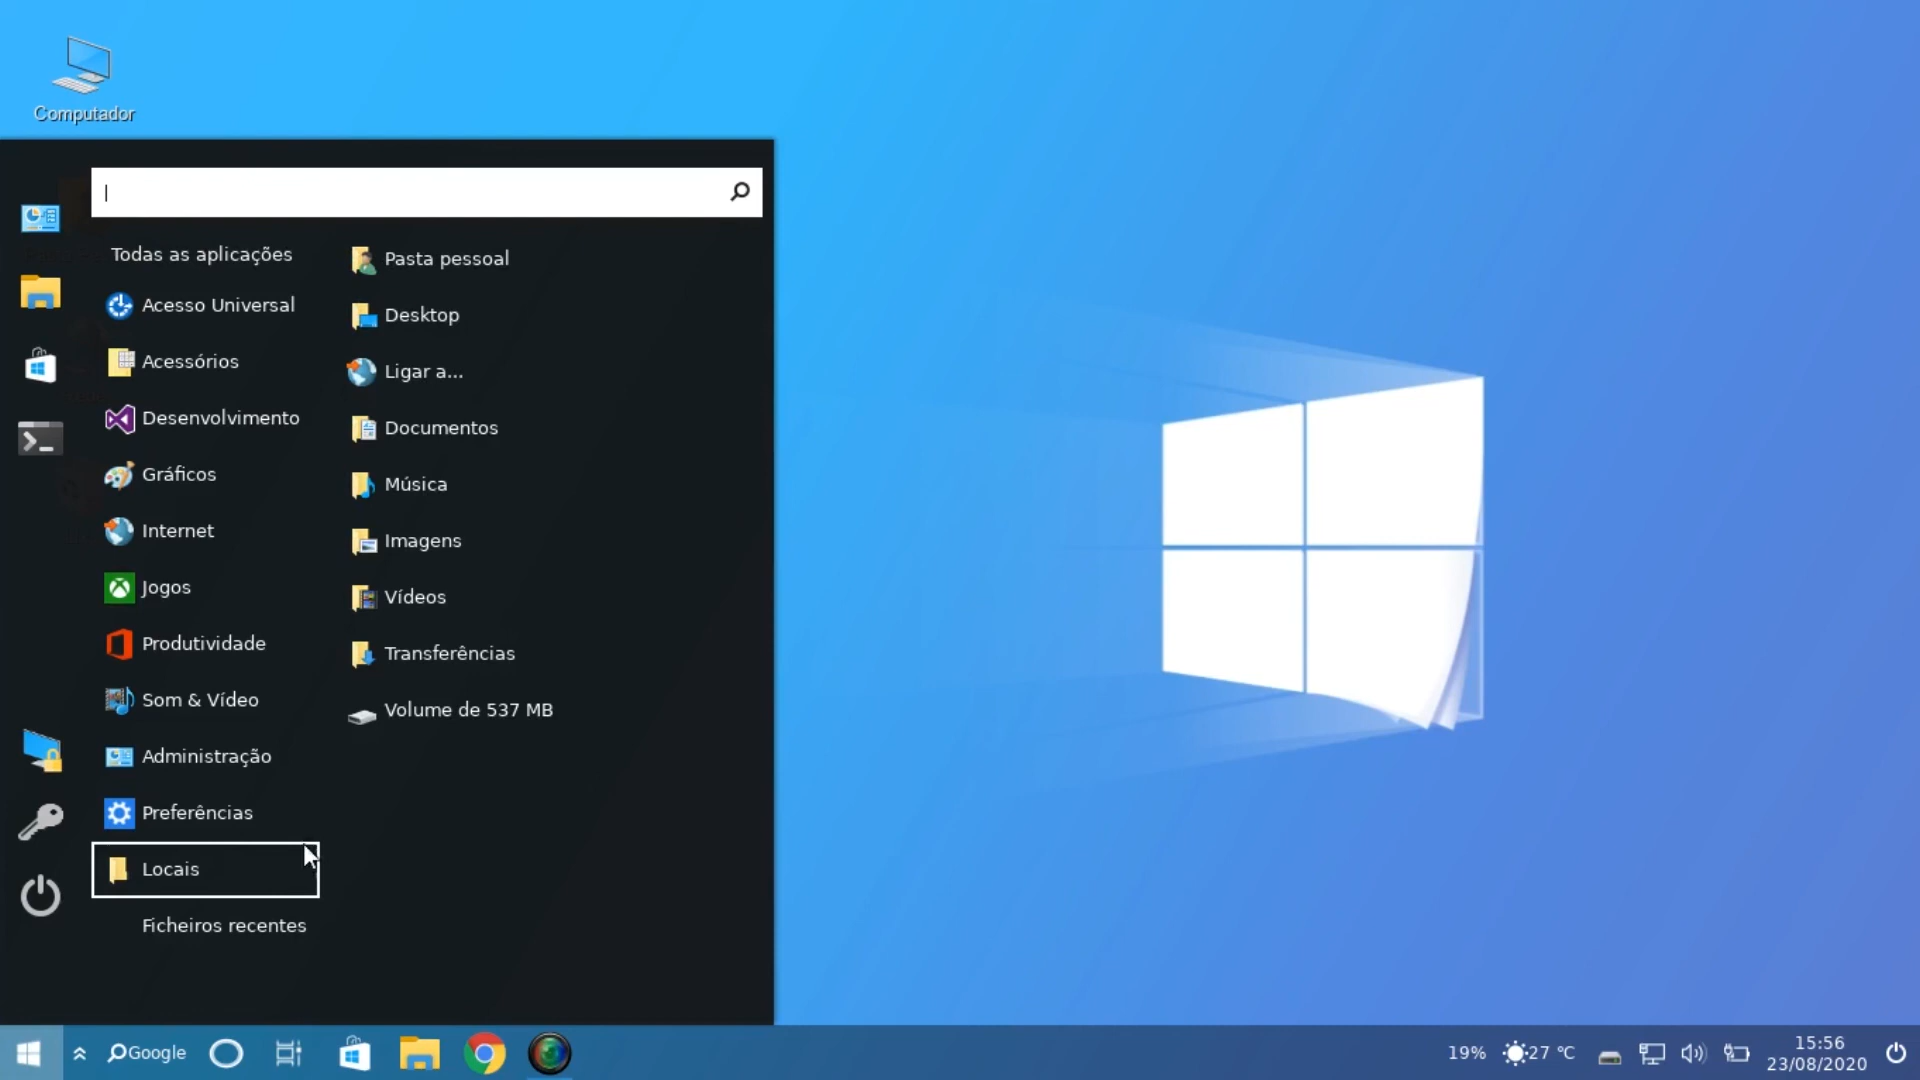 Computador
Todas as aplicações
Acesso Universal
Acessórios
Desenvolvimento
Gráficos
Internet
Jogos
Produtividade
Som & Vídeo
Administração
Preferências
Locais
Ficheiros recentes
Pasta pessoal
Desktop
Ligar a...
Documentos
Música
Imagens
Vídeos
Transferências
Volume de 537 MB
Google
19%
27 ℃
15:56
23/08/2020